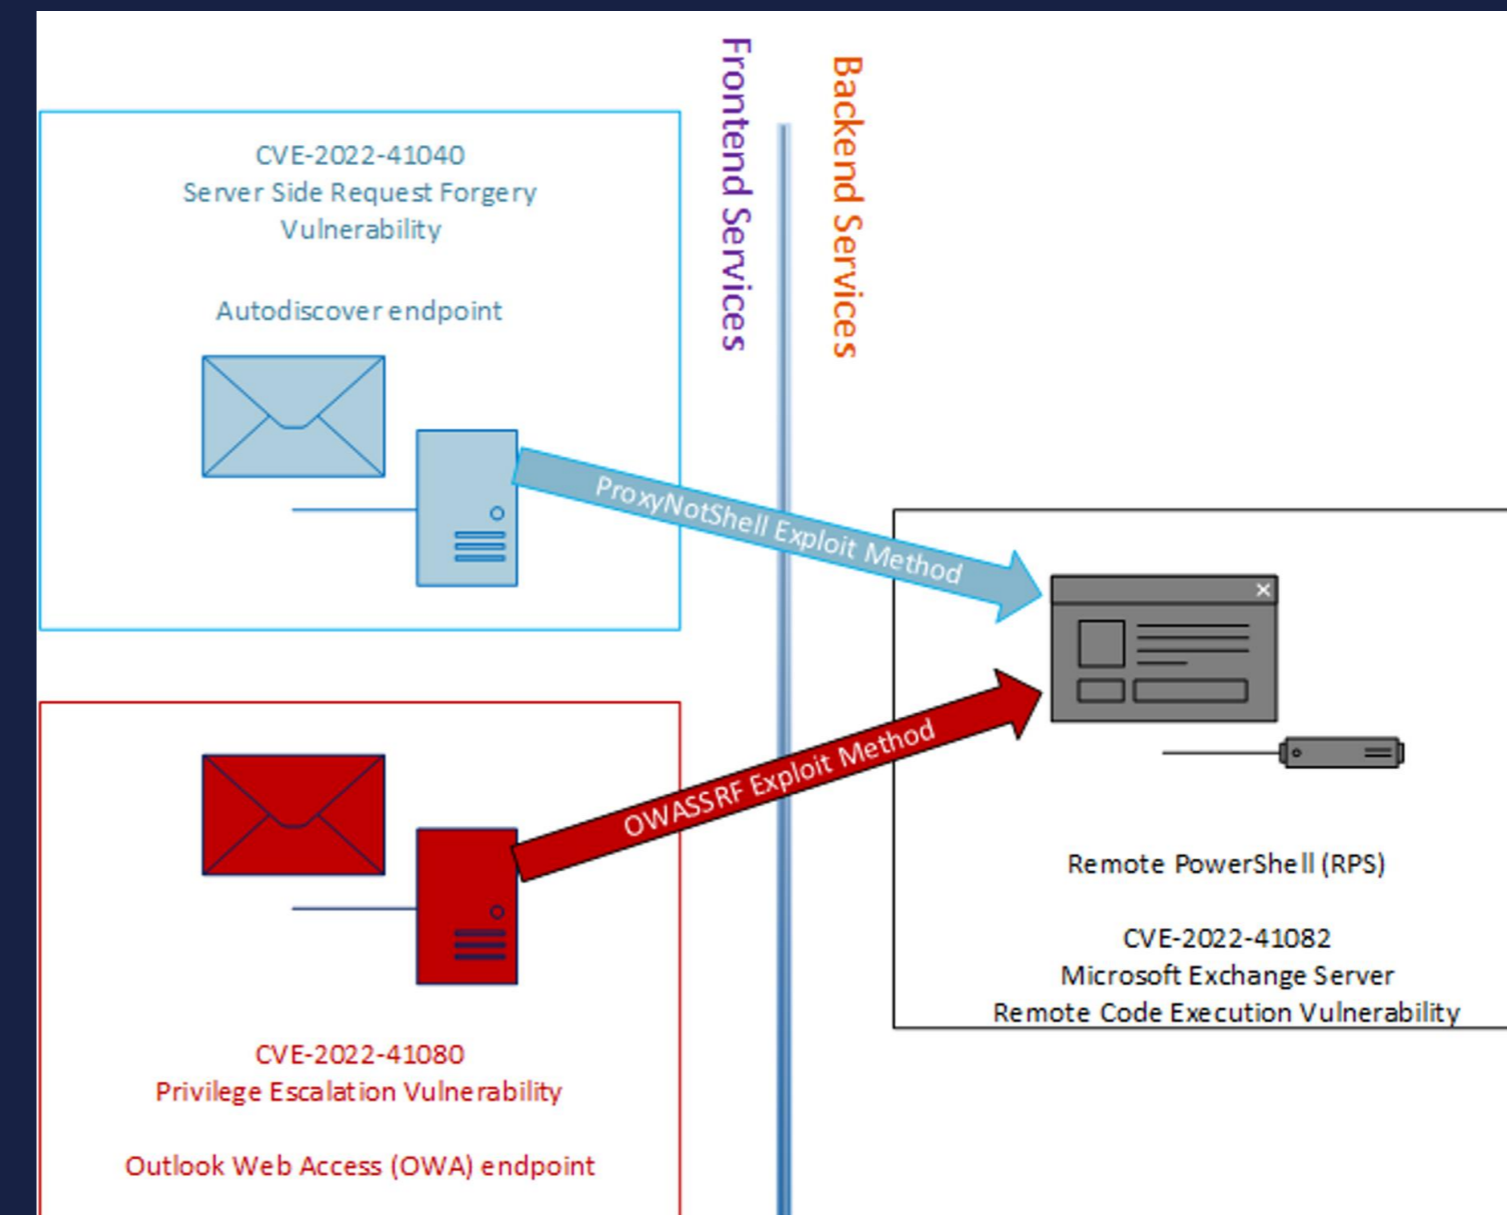 Frontend Services
Backend Services
CVE-2022-41040
Server Side Request Forgery
Vulnerability
Autodiscover endpoint
ProxyNotShell Exploit Method
OWASSRF Exploit Method
Remote PowerShell (RPS)
CVE-2022-41082
Microsoft Exchange Server
Remote Code Execution Vulnerability
CVE-2022-41080
Privilege Escalation Vulnerability
Outlook Web Access (OWA) endpoint